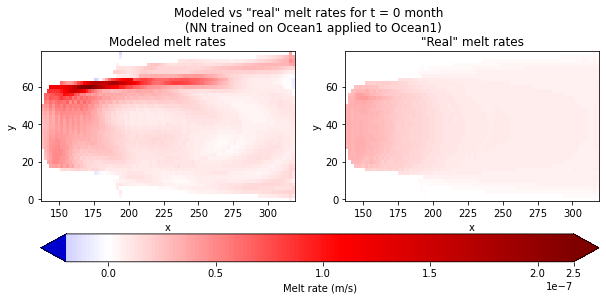 Modeled vs "real" melt rates for t = 0 month
(NN trained on Ocean1 applied to Ocean1)
Modeled melt rates
"Real" melt rates
y
60
40
20
0
150 175 200 225 250 275 300
x
y
60
40
20
0
150 175 200 225 250 275 300
x
0.0 0.5 1.0 1.5 2.0 2.5
1e−7
Melt rate (m/s)